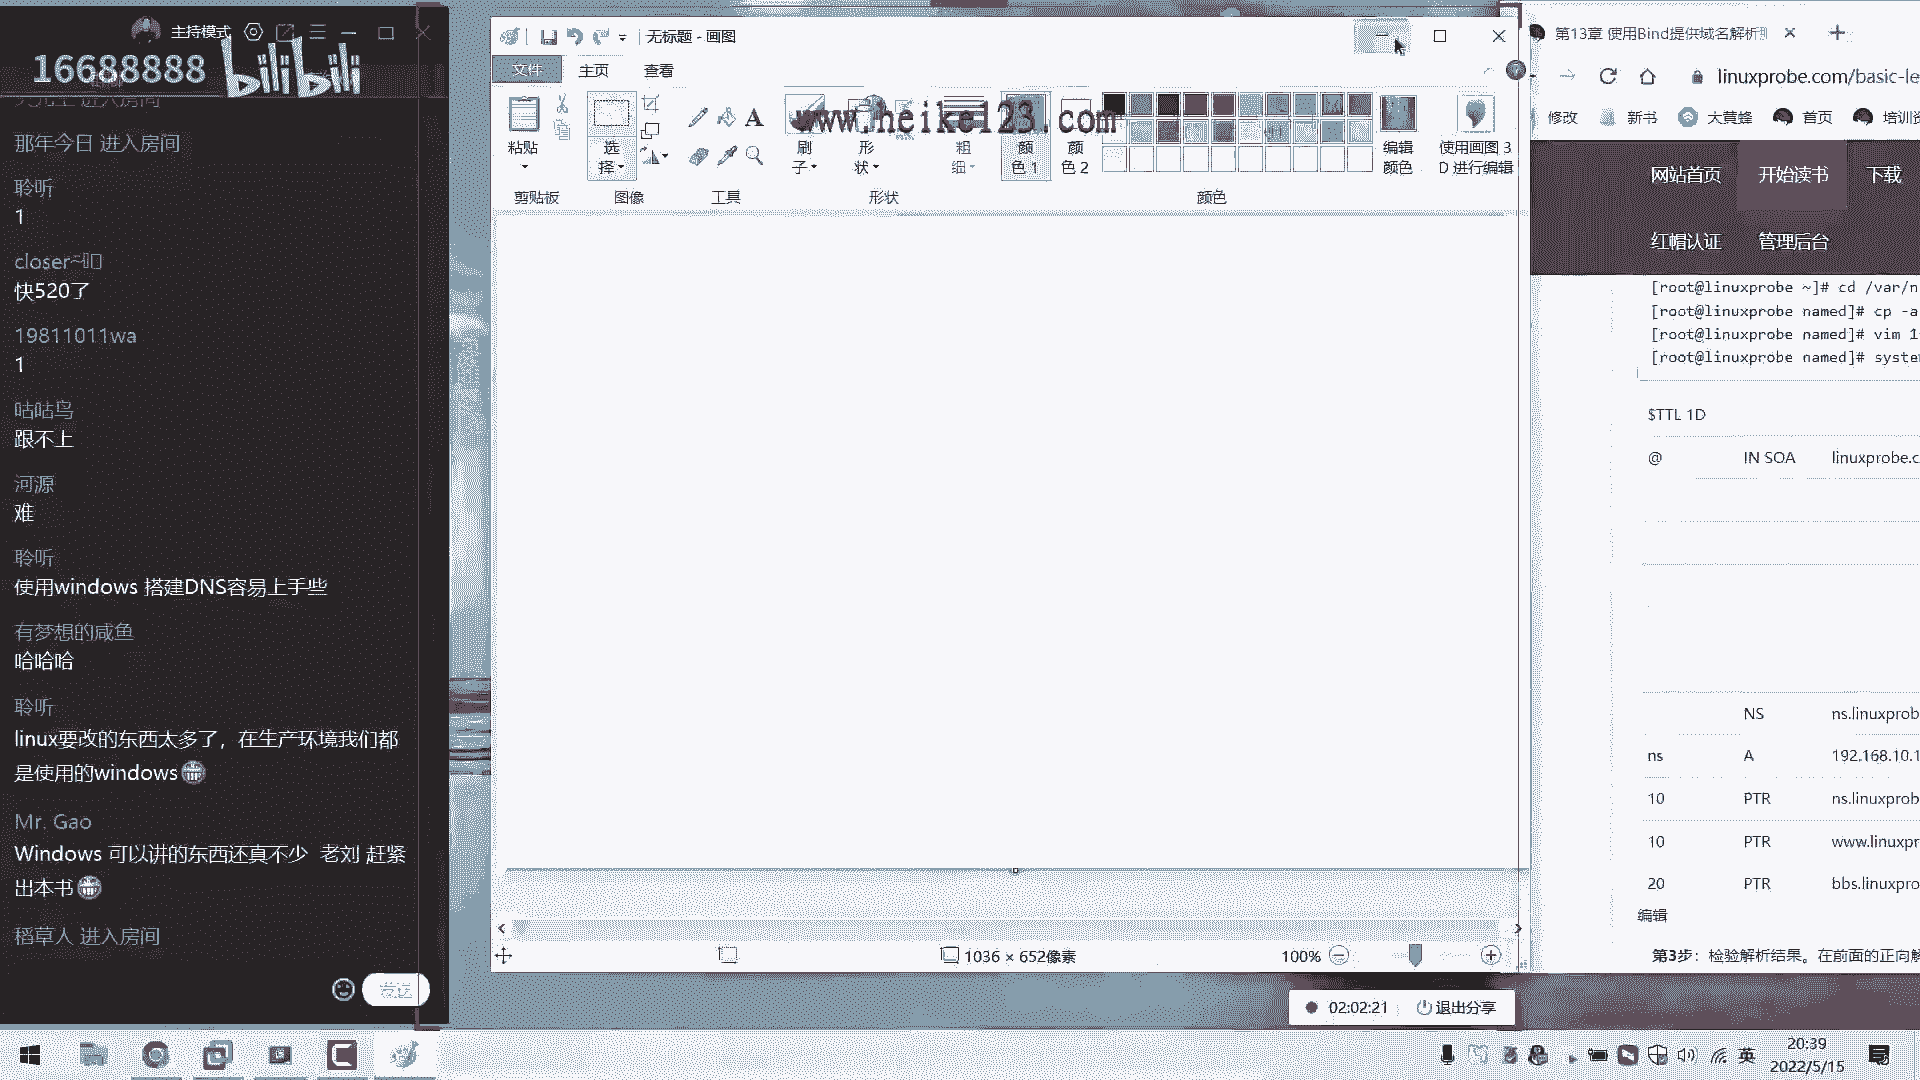 主持模式
16688888 bilibili
进入房间
那年今日 进入房间
聆听
1
closer
快520了
19811011wa
1
咕咕鸟
跟不上
河源
难
聆听
使用windows 搭建DNS容易上手些
有梦想的咸鱼
哈哈哈
聆听
linux要改的东西太多了，在生产环境我们都
是使用的windows
Mr. Gao
Windows 可以讲的东西还真不少 老刘 赶紧
出本书
稻草人 进入房间
发送
无标题 - 画图
文件 主页 查看
www.heike123.com
粘贴
选
择
A
刷
子
形
状
粗
细
颜
色 1
颜
色 2
编辑
颜色
使用画图 3
D 进行编辑
剪贴板 图像 工具 形状 颜色
1036 × 652像素
100%
02:02:21 退出分享
第13章 使用Bind提供域名解析
linuxprobe.com/basic-le
修改 新书 大黄蜂 首页
网站首页 开始读书 下载
红帽认证 管理后台
[root@linuxprobe ~]# cd /var/n
[root@linuxprobe named]# cp -a
[root@linuxprobe named]# vim 1
[root@linuxprobe named]# system
$TTL 1D
@ IN SOA linuxprobe.c
NS ns.linuxprob
ns A 192.168.10.1
10 PTR ns.linuxprob
10 PTR www.linuxpr
20 PTR bbs.linuxpro
编辑
第3步：检验解析结果。在前面的正向解
英
20:39
2022/5/15